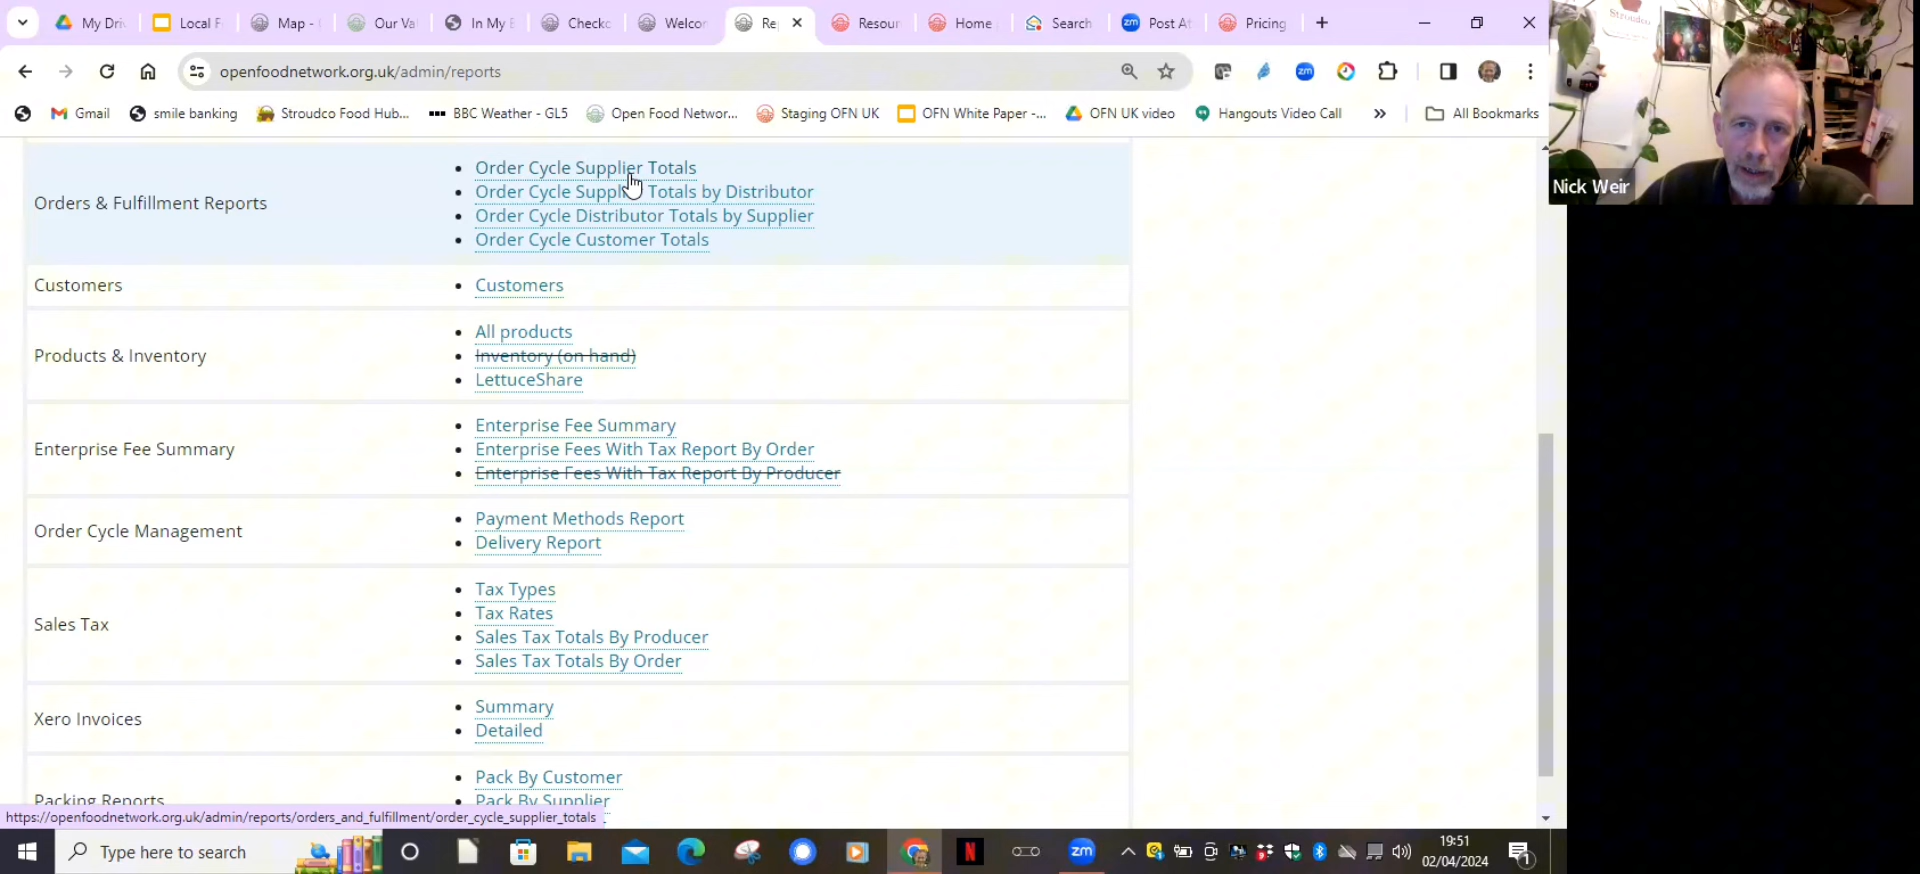 My Driv
Local F
Map -
Our Va
In My B
Checko
Welcon
Re
Resour
Home
Search
Post At
Pricing
openfoodnetwork.org.uk/admin/reports
Gmail
smile banking
Stroudco Food Hub...
BBC Weather - GL5
Open Food Networ...
Staging OFN UK
OFN White Paper -...
OFN UK video
Hangouts Video Call
All Bookmarks
Nick Weir
Orders & Fulfillment Reports
Order Cycle Supplier Totals
Order Cycle Suppli Totals by Distributor
Order Cycle Distributor Totals by Supplier
Order Cycle Customer Totals
Customers
Customers
Products & Inventory
All products
Inventory (on hand)
LettuceShare
Enterprise Fee Summary
Enterprise Fee Summary
Enterprise Fees With Tax Report By Order
Enterprise Fees With Tax Report By Producer
Order Cycle Management
Payment Methods Report
Delivery Report
Sales Tax
Tax Types
Tax Rates
Sales Tax Totals By Producer
Sales Tax Totals By Order
Xero Invoices
Summary
Detailed
Packing Reports
Pack By Customer
Pack By Supplier
https://openfoodnetwork.org.uk/admin/reports/orders_and_fulfillment/order_cycle_supplier_totals
Type here to search
zm
19:51
02/04/2024